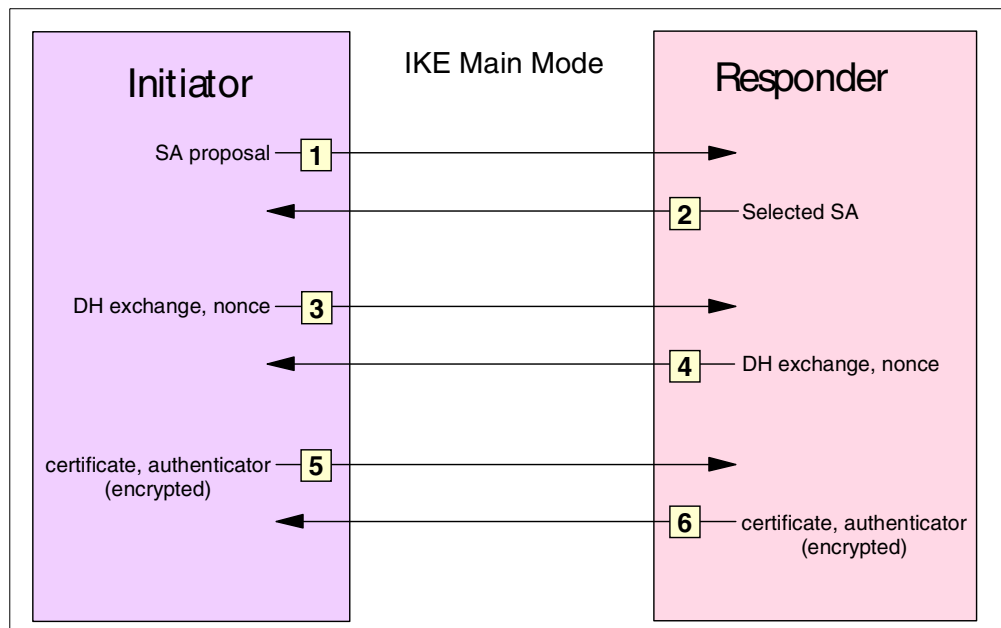 IKE Main Mode
Initiator
Responder
SA proposal
1
2
Selected SA
DH exchange, nonce
3
4
DH exchange, nonce
certificate, authenticator
(encrypted)
5
6
certificate, authenticator
(encrypted)